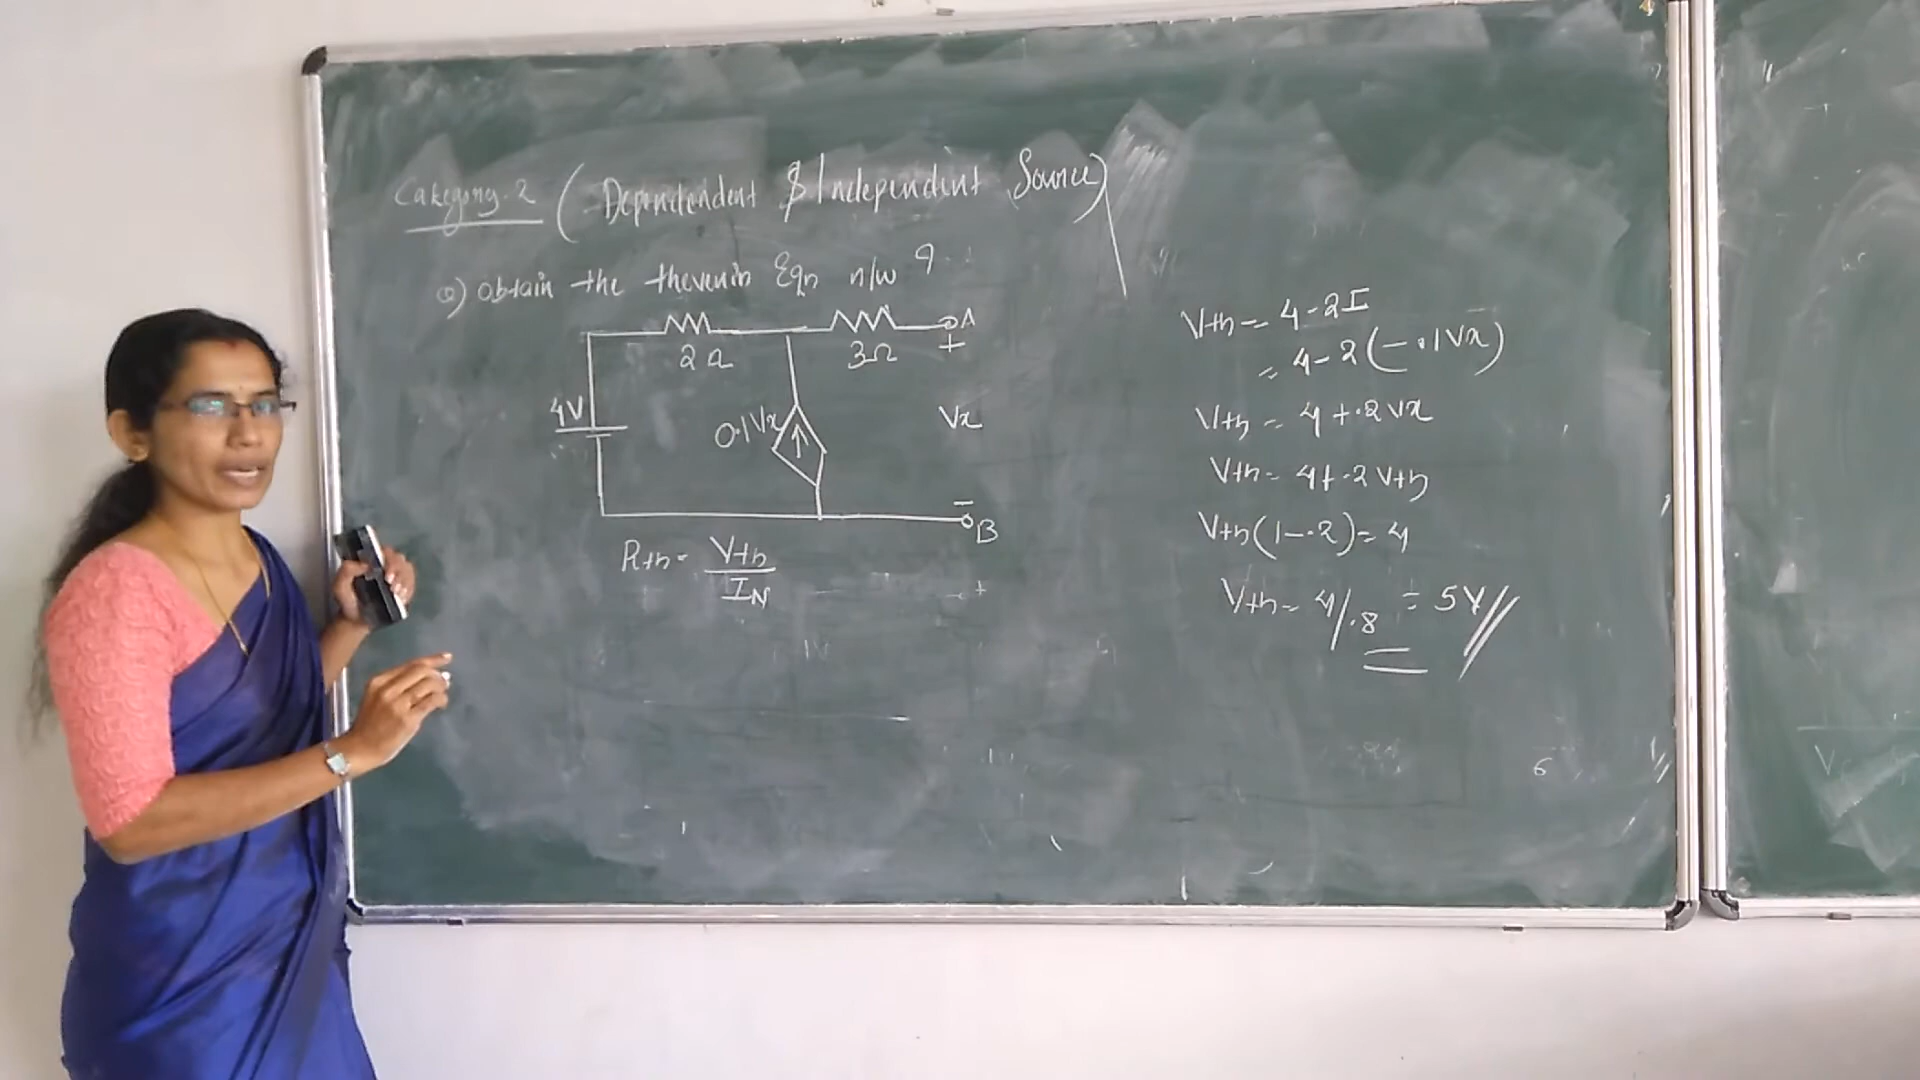 Category. 2 ( Dependendent & Independent Source)
Q) Obtain the thevenin Eqn n/w ?
2Ω
3Ω
A
+
4V
0.1Vx
Vx
-
B
Rth = Vth / IN
Vth = 4-2I
= 4-2(-.1Vx)
Vth = 4+.2Vx
Vth = 4+.2Vth
Vth(1-.2) = 4
Vth = 4/.8 = 5V//